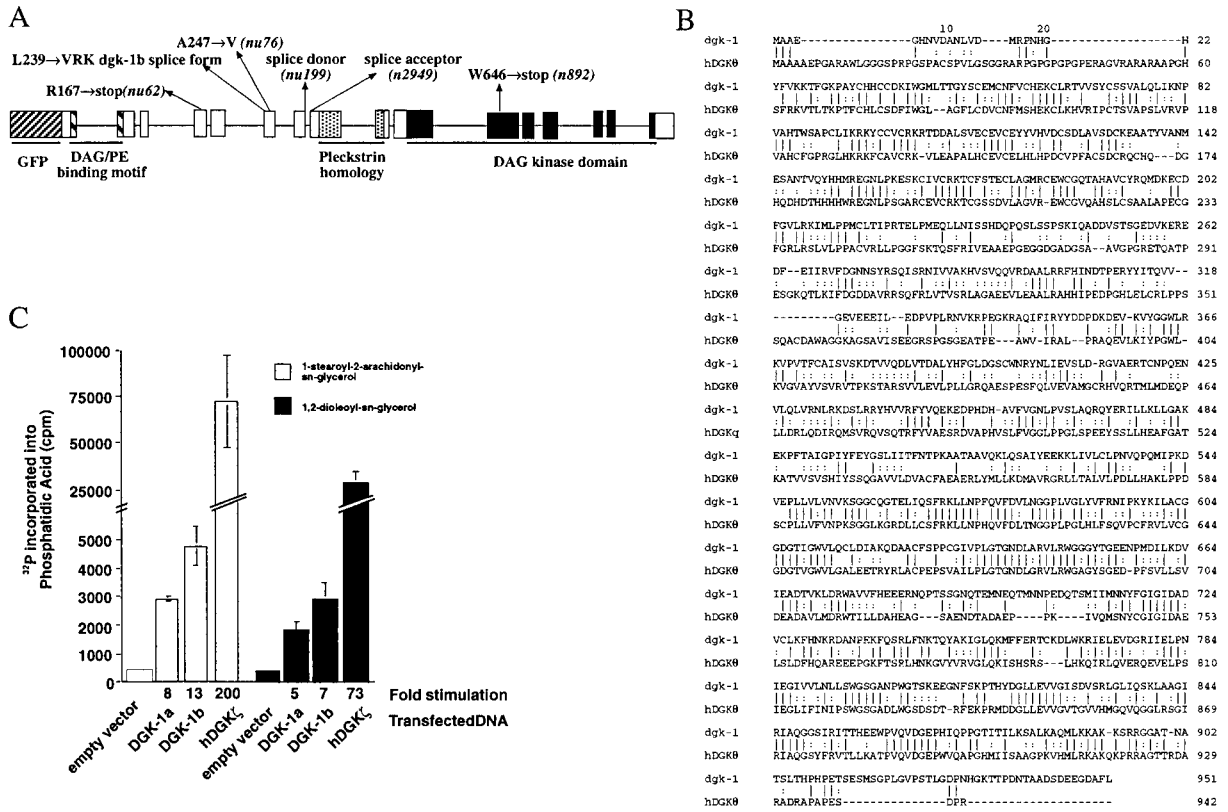 A
A247→V (nu76)
L239→VRK dgk-1b splice form
splice donor (nu199)
splice acceptor (n2949)
R167→stop(nu62)
W646→stop (n892)
GFP
DAG/PE binding motif
Pleckstrin homology
DAG kinase domain
C
100000
75000
50000
25000
5000
4000
3000
2000
1000
0
32P incorporated into Phosphatidic Acid (cpm)
1-stearoyl-2-arachidonyl-sn-glycerol
1,2-dioleoyl-sn-glycerol
8 13 200 5 7 73 Fold stimulation
TransfectedDNA
empty vector
DGK-1a
DGK-1b
hDGKζ
empty vector
DGK-1a
DGK-1b
hDGKζ
B
10 20
dgk-1 MAAE--------------GHNVDANLVD---MRPNHG--------------------H 22
hDGKθ MAAAAEPGARAWLGGGSPRPGSPACSPVLGSGGRARPGPGPGPGPERAGVRARARAAPGH 60
dgk-1 YFVKKTFGKPAYCHHCCDKIWGMLTTGYSCEMCNFVCHEKCLRTVVSYCSSVALQLIKNP 82
hDGKθ SFRKVTLTKPTFCHLCSDFIWGL--AGFLCDVCNFMSHEKCLKHVRIPCTSVAPSLVRVP 118
dgk-1 VAHTWSAPCLIKRKYCCVCRKRTDDALSVECEVCEYYVHVDCSDLAVSDCKEAATYVANM 142
hDGKθ VAHCFGPRGLHKRKFCAVCRK-VLEAPALHCEVCELHLHPDCVPFACSDCRQCHQ---DG 174
dgk-1 ESANTVQYHHMREGNLPKESKCIVCRKTCFSTECLAGMRCEWCGQTAHAVCYRQMDKECD 202
hDGKθ HQDHDTHHHHWREGNLPSGARCEVCRKTCGSSDVLAGVR-EWCGVQAHSLCSAALAPECG 233
dgk-1 FGVLRKIMLPPMCLTIPRTELPMEQLLNISSHDQPQSLSSPSKIQADDVSTSGEDVKERE 262
hDGKθ FGRLRSLVLPPACVRLLPGGFSKTQSFRIVEAAEPGEGGDGADGSA--AVGPGRETQATP 291
dgk-1 DF--EIIRVFDGNNSYRSQISRNIVVAKHVSVQQVRDAALRRFHINDTPERYYITQVV-- 318
hDGKθ ESGKQTLKIFDGDDAVRRSQFRLVTVSRLAGAEEVLEAALRAHHIPEDPGHLELCRLPPS 351
dgk-1 ---------GEVEEEIL--EDPVPLRNVKRPEGKRAQIFIRYYDDPDKDEV-KVYGGWLR 366
hDGKθ SQACDAWAGGKAGSAVISEEGRSPGSGEATPE---AWV-IRAL--PRAQEVLKIYPGWL- 404
dgk-1 KVPVTFCAISVSKDTVVQDLVTDALYHFGLDGSCWNRYNLIEVSLD-RGVAERTCNPQEN 425
hDGKθ KVGVAYVSVRVTPKSTARSVVLEVLPLLGRQAESPESFQLVEVAMGCRHVQRTMLMDEQP 464
dgk-1 VLQLVRNLRKDSLRRYHVVRFYVQEKEDPHDH-AVFVGNLPVSLAQRQYERILLKLLGAK 484
hDGKq LLDRLQDIRQMSVRQVSQTRFYVAESRDVAPHVSLFVGGLPPGLSPEEYSSLLHEAFGAT 524
dgk-1 EKPFTAIGPIYFEYGSLIITFNTPKAATAAVQKLQSAIYEEKKLIVLCLPNVQPQMIPKD 544
hDGKθ KATVVSVSHIYSSQGAVVLDVACFAEAERLYMLLKDMAVRGRLLTALVLPDLLHAKLPPD 584
dgk-1 VEPLLVLVNVKSGGCQGTELIQSFRKLLNPFQVFDVLNGGPLVGLYVFRNIPKYKILACG 604
hDGKθ SCPLLVFVNPKSGGLKGRDLLCSFRKLLNPHQVFDLTNGGPLPGLHLFSQVPCFRVLVCG 644
dgk-1 GDGTIGWVLQCLDIAKQDAACFSPPCGIVPLGTGNDLARVLRWGGGYTGEENPMDILKDV 664
hDGKθ GDGTVGWVLGALEETRYRLACPEPSVAILPLGTGNDLGRVLRWGAGYSGED-PFSVLLSV 704
dgk-1 IEADTVKLDRWAVVFHEEERNQPTSSGNQTEMNEQTMNNPEDQTSMIIMNNYFGIGIDAD 724
hDGKθ DEADAVLMDRWTILLDAHEAG---SAENDTADAEP---PK----IVQMSNYCGIGIDAE 753
dgk-1 VCLKFHNKRDANPEKFQSRLFNKTQYAKIGLQKMFFERTCKDLWKRIELEVDGRIIELPN 784
hDGKθ LSLDFHQAREEEPGKFTSRLHNKGVYVRVGLQKISHSRS---LHKQIRLQVERQEVELPS 810
dgk-1 IEGIVVLNLLSWGSGANPWGTSKEEGNFSKPTHYDGLLEVVGISDVSRLGLIQSKLAAGI 844
hDGKθ IEGLIFINIPSWGSGADLWGSDSDT-RFEKPRMDDGLLEVVGVTGVVHMGQVQGGLRSGI 869
dgk-1 RIAQGGSIRITTHEEWPVQVDGEPHIQPPGTITILKSALKAQMLKKAK-KSRRGGAT-NA 902
hDGKθ RIAQGSYFRVTLLKATPVQVDGEPWVQAPGHMIISAAGPKVHMLRKAKQKPRRAGTTRDA 929
dgk-1 TSLTHPHPETSESMSGPLGVPSTLGDPNHGKTTPDNTAADSDEEGDAFL 951
hDGKθ RADRAPAPES--------------DPR---------------------- 942